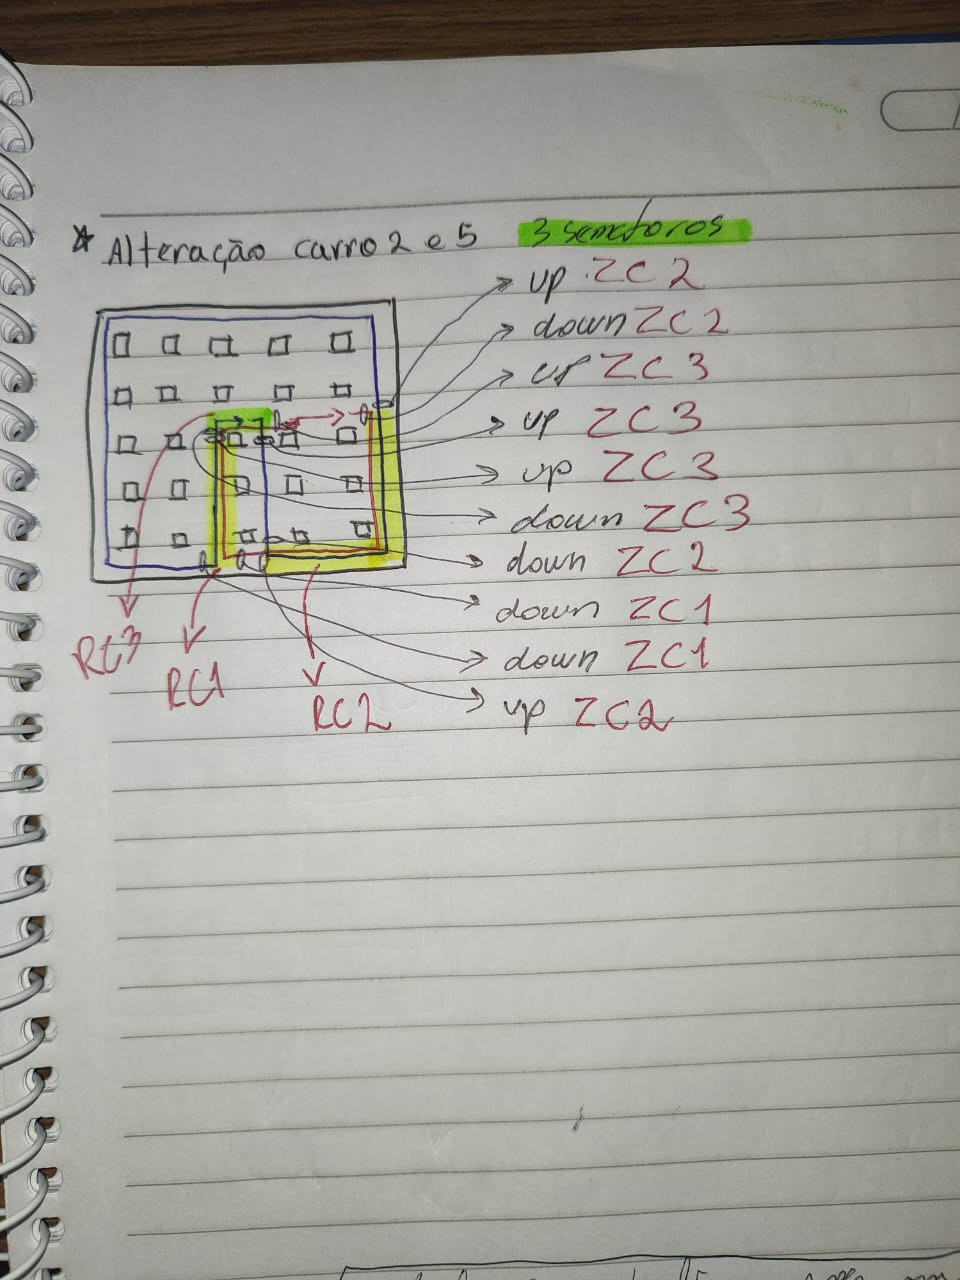 * Alteração carro 2 e 5 3 semáforos
up ZC2
down ZC2
up ZC3
up ZC3
up ZC3
down ZC3
down ZC2
down ZC1
down ZC1
up ZC2
RC3
RC1
RC2